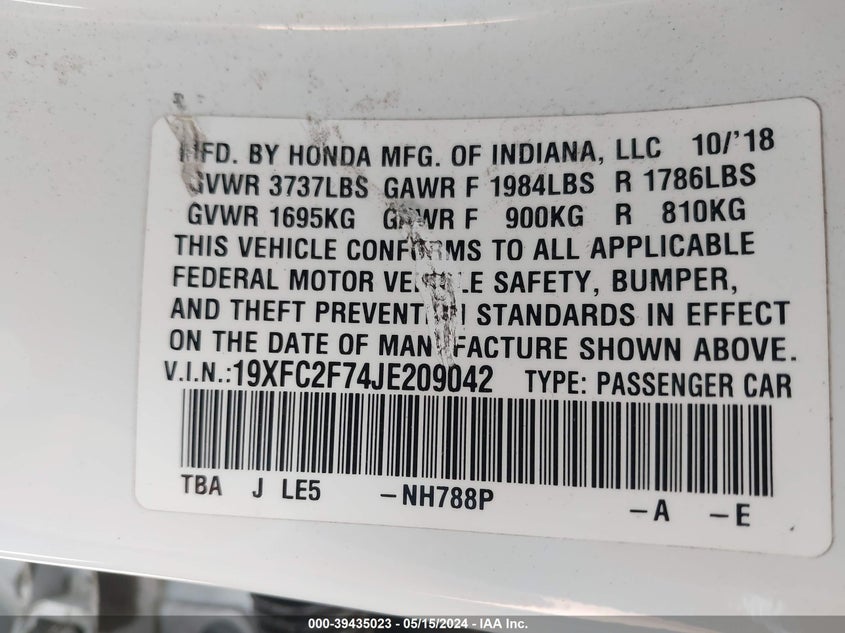 MFD. BY HONDA MFG. OF INDIANA, LLC 10/'18
GVWR 3737LBS GAWR F 1984LBS R 1786LBS
GVWR 1695KG GAWR F 900KG R 810KG
THIS VEHICLE CONFORMS TO ALL APPLICABLE
FEDERAL MOTOR VEHICLE SAFETY, BUMPER,
AND THEFT PREVENTION STANDARDS IN EFFECT
ON THE DATE OF MANUFACTURE SHOWN ABOVE.
V.I.N.:19XFC2F74JE209042 TYPE: PASSENGER CAR
TBA J LE5 -NH788P -A -E
000-39435023 - 05/15/2024 - IAA Inc.